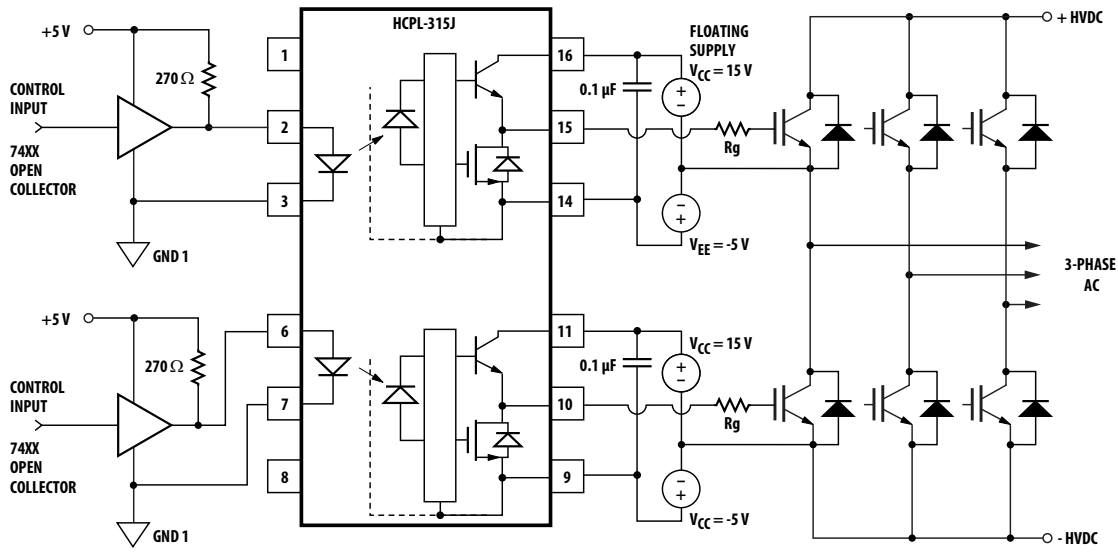 HCPL-315J
+5 V
270 Ω
CONTROL
INPUT
74XX
OPEN
COLLECTOR
GND 1
1
2
3
16
15
14
FLOATING
SUPPLY
VCC = 15 V
0.1 µF
+
−
Rg
−
+
VEE = -5 V
+ HVDC
3-PHASE
AC
+5 V
270 Ω
CONTROL
INPUT
74XX
OPEN
COLLECTOR
GND 1
6
7
8
11
10
9
VCC = 15 V
0.1 µF
+
−
Rg
−
+
VCC = -5 V
- HVDC